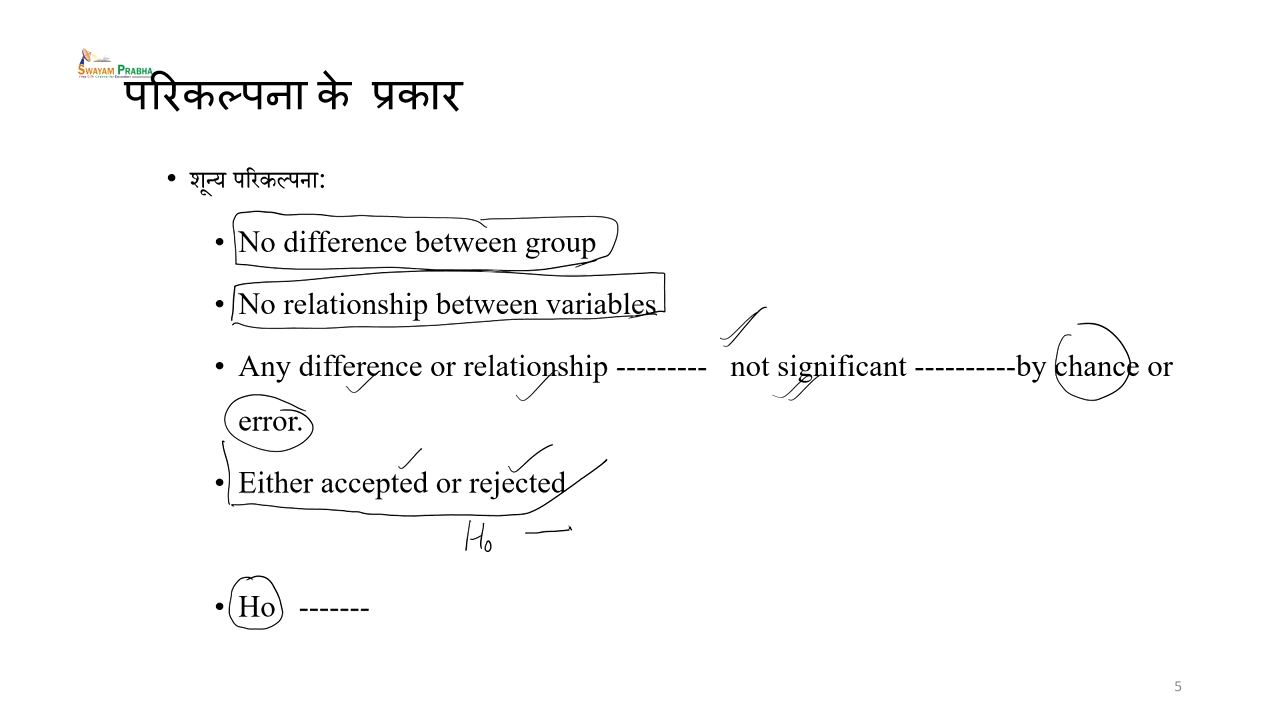 SWAYAM PRABHA
परिकल्पना के प्रकार
• शून्य परिकल्पना:
• No difference between group
• No relationship between variables
• Any difference or relationship --------- not significant ----------by chance or
error.
• Either accepted or rejected
H₀ —
• Ho -------
5